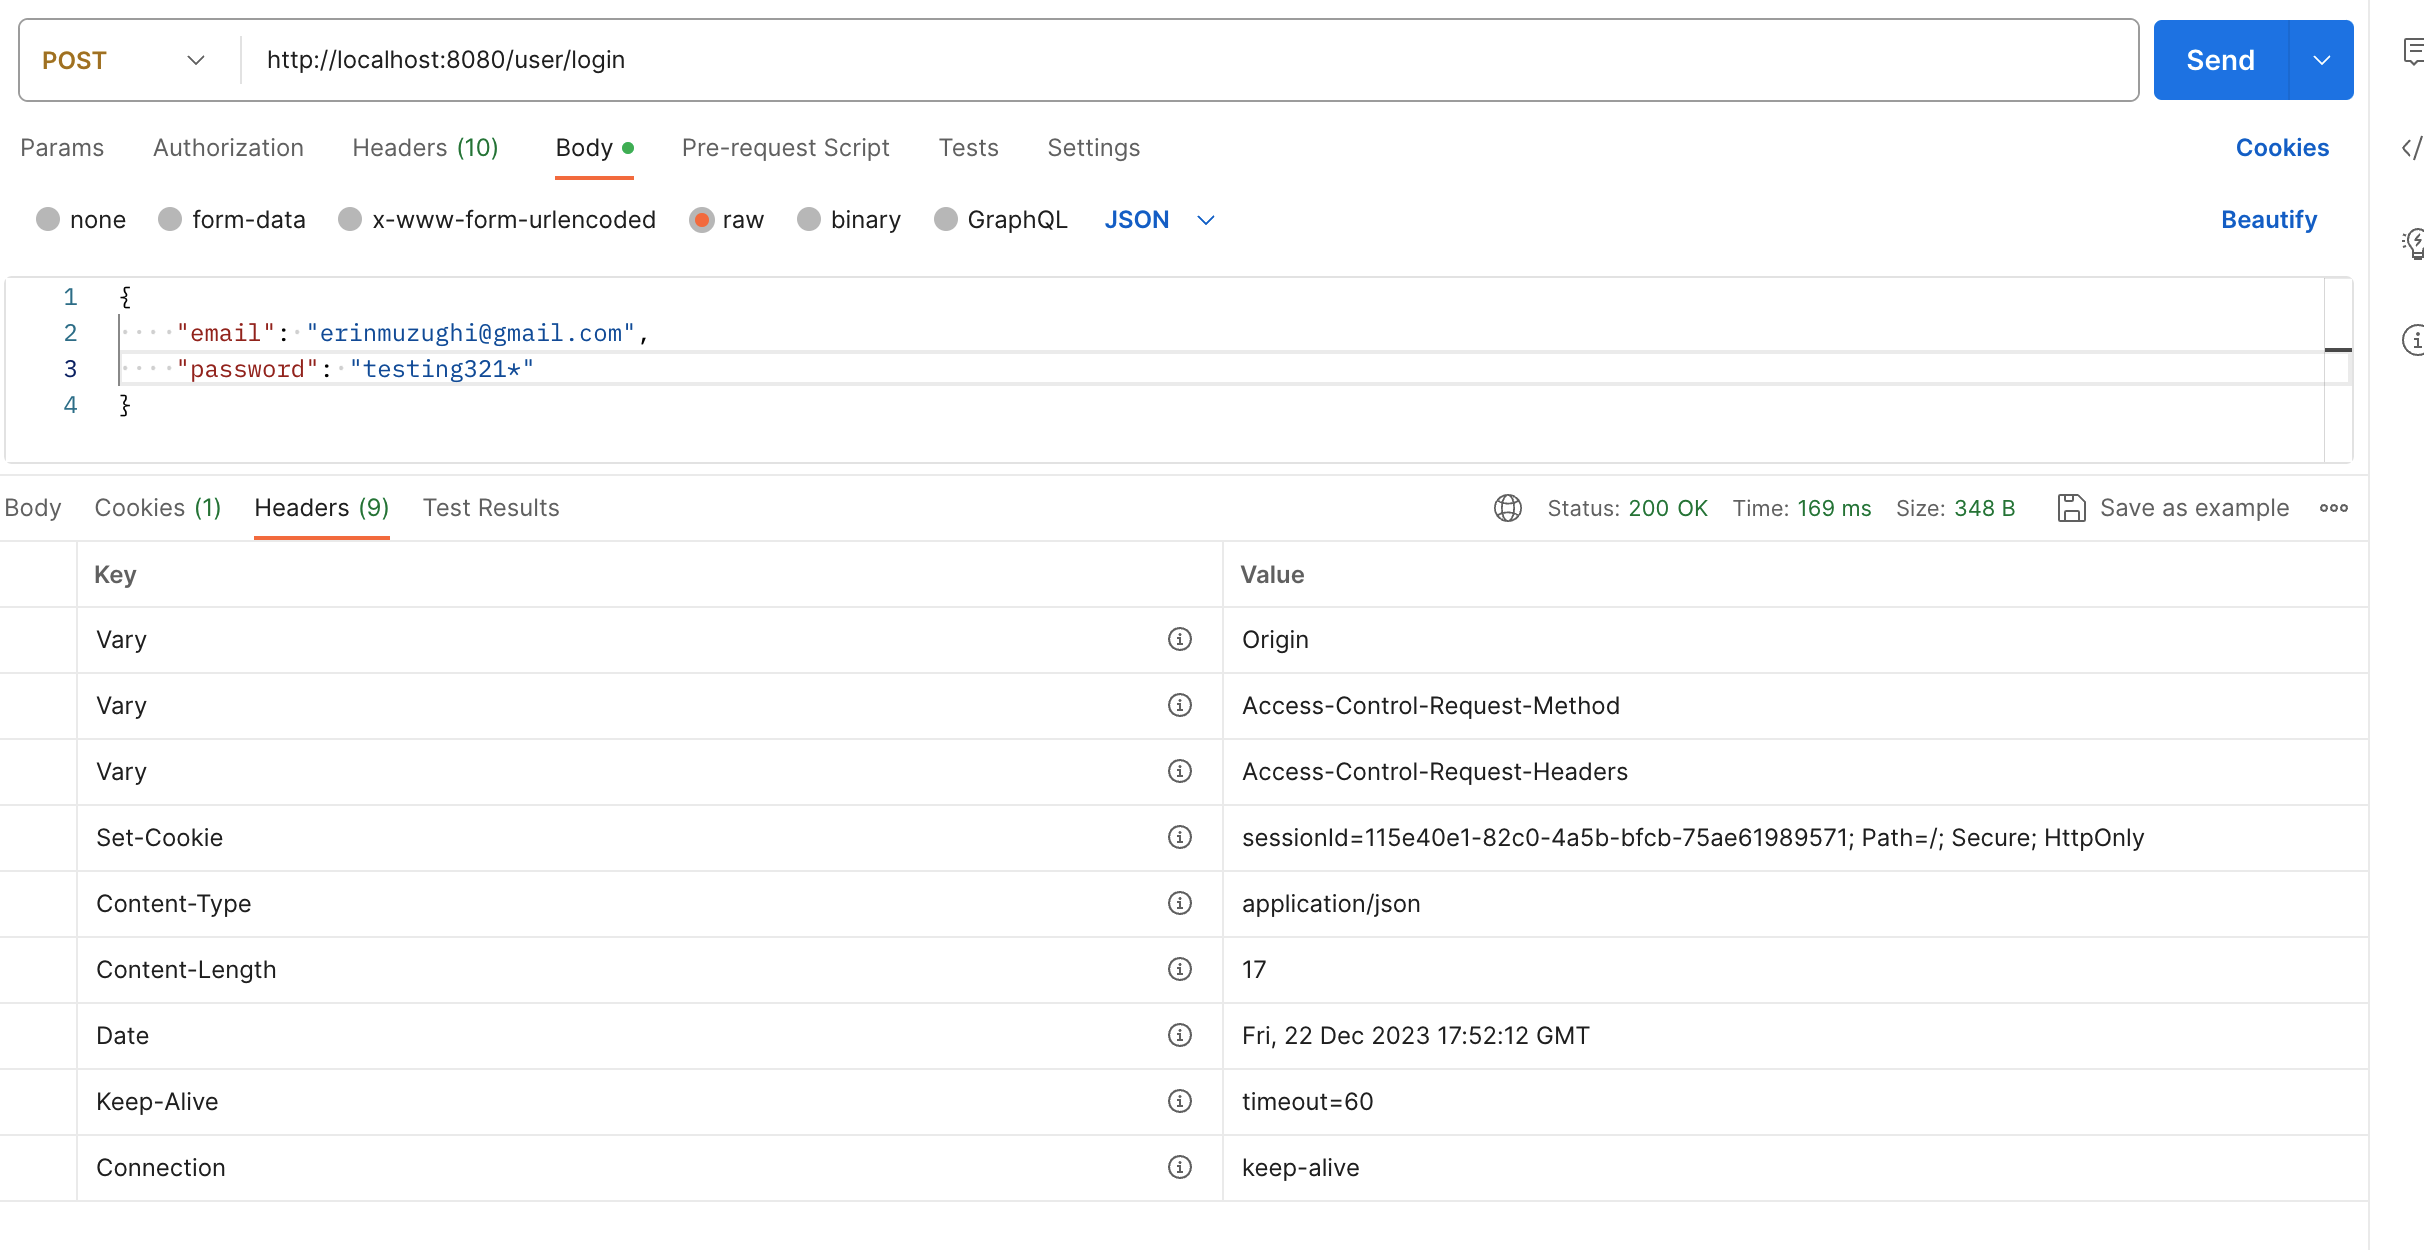 POST http://localhost:8080/user/login Send
Params Authorization Headers (10) Body Pre-request Script Tests Settings Cookies
none form-data x-www-form-urlencoded raw binary GraphQL JSON Beautify
1 {
2 "email": "erinmuzughi@gmail.com",
3 "password": "testing321*"
4 }
Body Cookies (1) Headers (9) Test Results Status: 200 OK Time: 169 ms Size: 348 B Save as example
Key Value
Vary Origin
Vary Access-Control-Request-Method
Vary Access-Control-Request-Headers
Set-Cookie sessionId=115e40e1-82c0-4a5b-bfcb-75ae61989571; Path=/; Secure; HttpOnly
Content-Type application/json
Content-Length 17
Date Fri, 22 Dec 2023 17:52:12 GMT
Keep-Alive timeout=60
Connection keep-alive